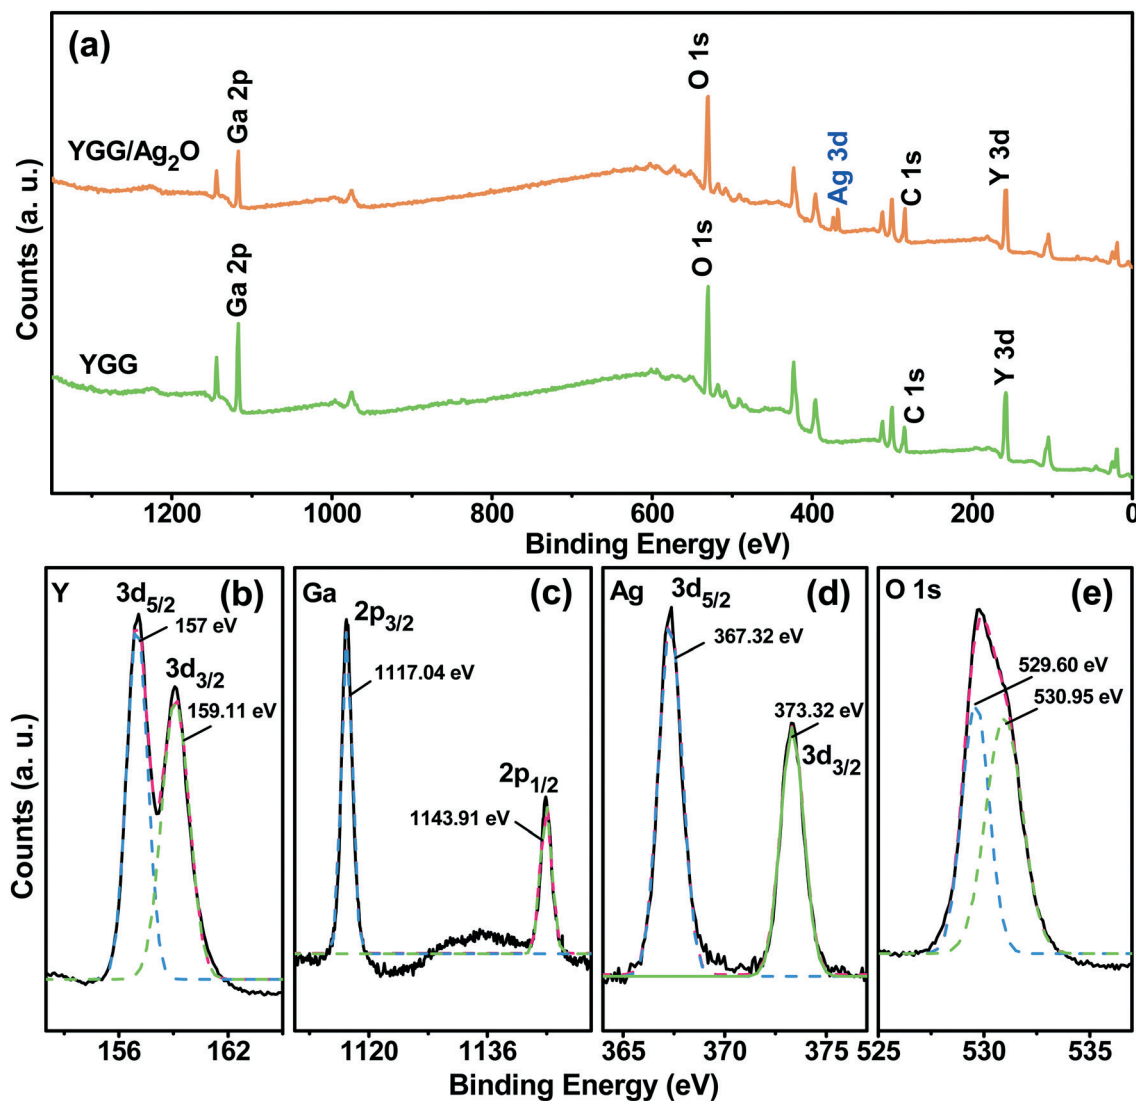 (a)
Ga 2p
O 1s
Ag 3d
C 1s
Y 3d
YGG/Ag₂O
Ga 2p
O 1s
C 1s
Y 3d
YGG
Counts (a. u.)
1200 1000 800 600 400 200 0
Binding Energy (eV)
Y (b)
3d5/2
157 eV
3d3/2
159.11 eV
156 162
Ga (c)
2p3/2
1117.04 eV
2p1/2
1143.91 eV
1120 1136
Ag (d)
3d5/2
367.32 eV
373.32 eV
3d3/2
365 370 375
O 1s (e)
529.60 eV
530.95 eV
525 530 535
Counts (a. u.)
Binding Energy (eV)